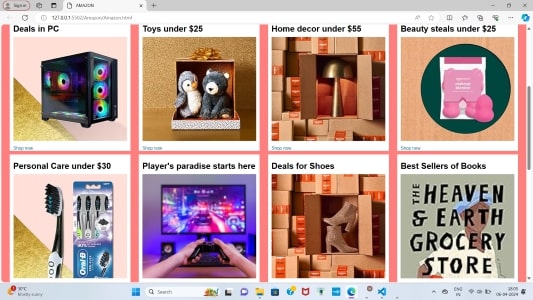 Sign in
AMAZON
127.0.0.1:5502/Amazon/Amazon.html
Deals in PC
Toys under $25
Home decor under $55
Beauty steals under $25
Shop now
Shop now
Shop now
Shop now
Personal Care under $30
Player's paradise starts here
Deals for Shoes
Best Sellers of Books
Oral-B
THE HEAVEN
& EARTH
GROCERY
STORE
30°C
Mostly sunny
Search
ENG
IN
18:05
06-04-2024